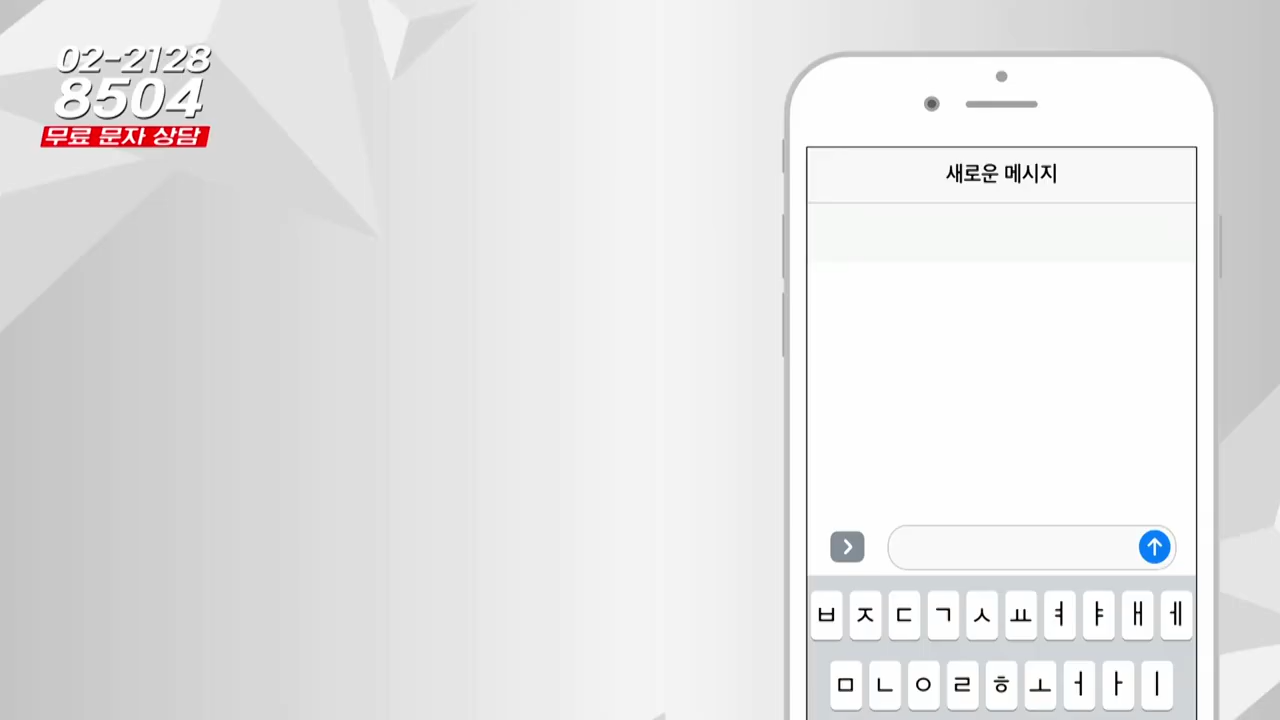 02-2128
8504
무료 문자 상담
새로운 메시지
ㅂ ㅈ ㄷ ㄱ ㅅ ㅛ ㅕ ㅑ ㅐ ㅔ
ㅁ ㄴ ㅇ ㄹ ㅎ ㅗ ㅓ ㅏ ㅣ